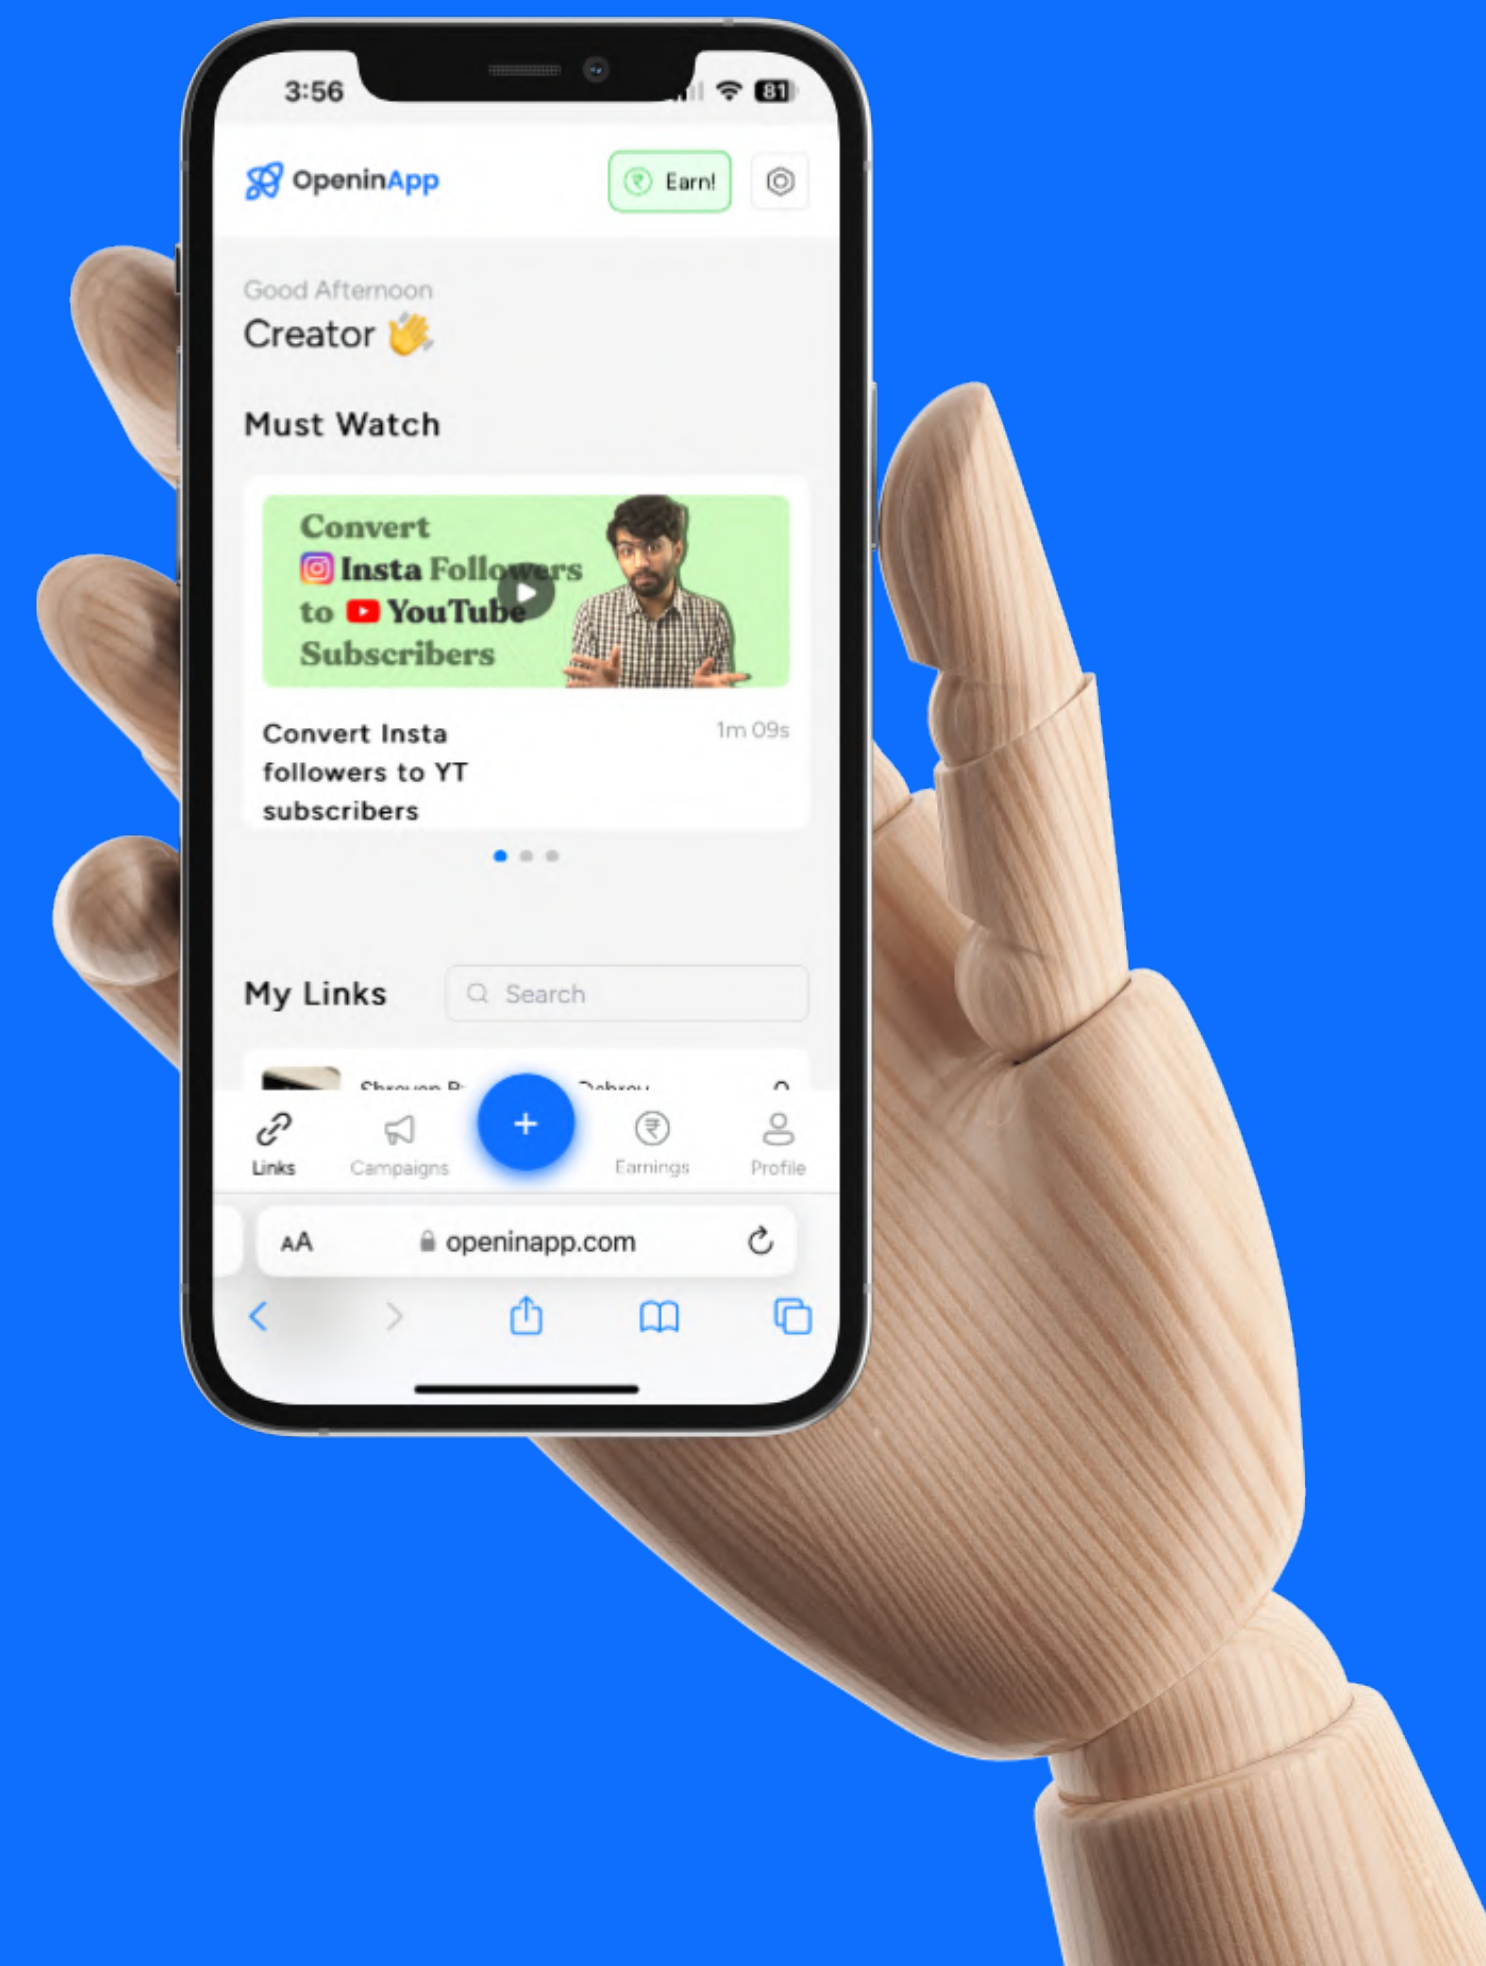 3:56
81
OpeninApp
₹ Earn!
Good Afternoon
Creator 👋
Must Watch
Convert
Insta Followers
to YouTube
Subscribers
Convert Insta
followers to YT
subscribers
1m 09s
My Links
Search
Links
Campaigns
+
₹
Earnings
Profile
AA
openinapp.com